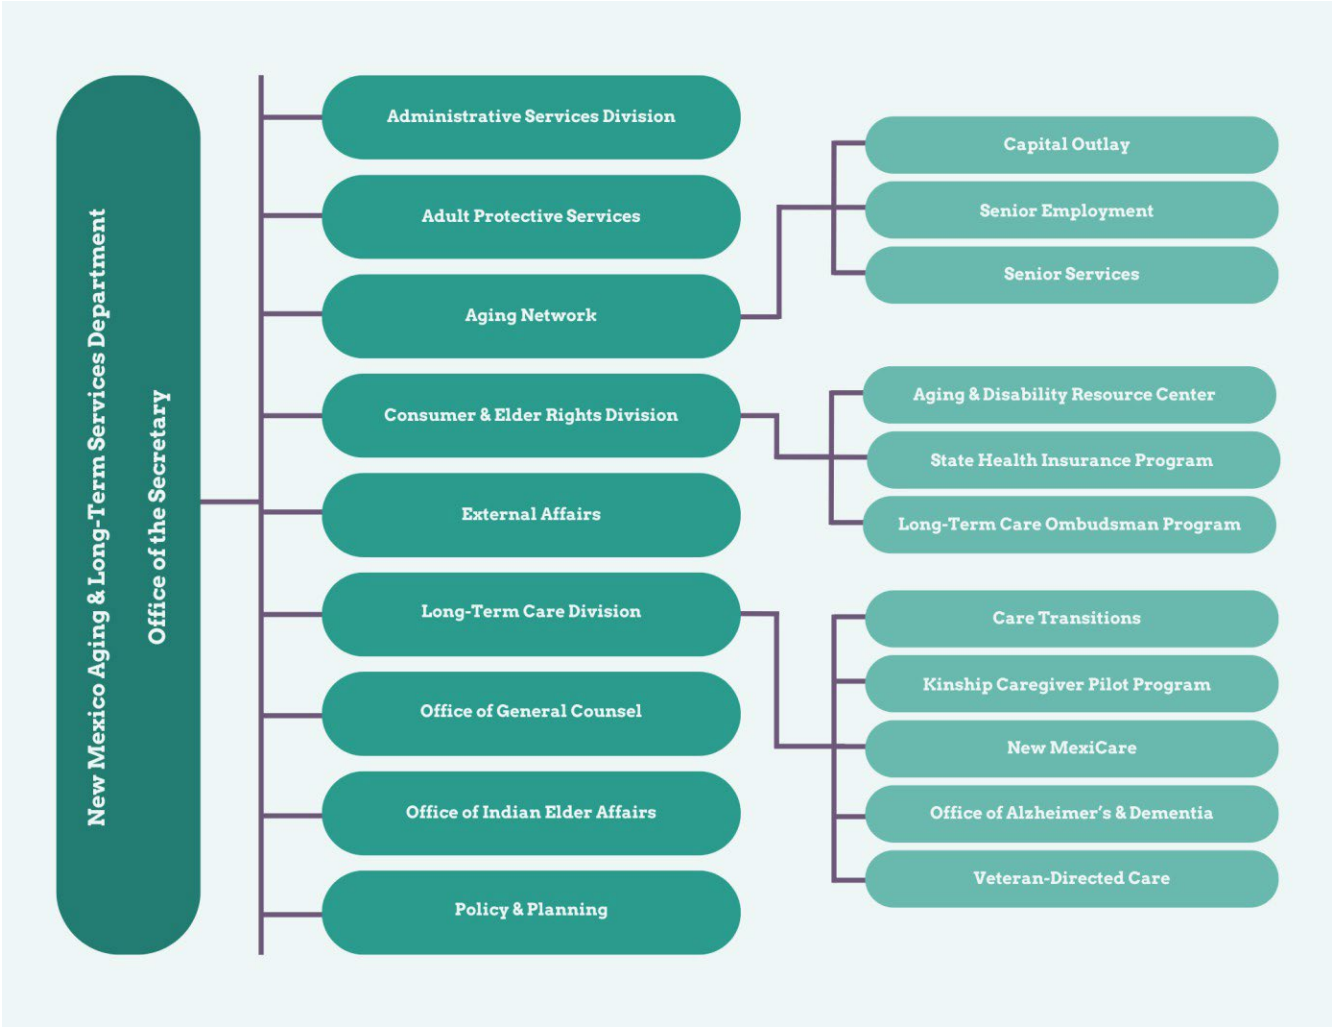 New Mexico Aging & Long-Term Services Department
Office of the Secretary
Administrative Services Division
Adult Protective Services
Aging Network
Consumer & Elder Rights Division
External Affairs
Long-Term Care Division
Office of General Counsel
Office of Indian Elder Affairs
Policy & Planning
Capital Outlay
Senior Employment
Senior Services
Aging & Disability Resource Center
State Health Insurance Program
Long-Term Care Ombudsman Program
Care Transitions
Kinship Caregiver Pilot Program
New MexiCare
Office of Alzheimer’s & Dementia
Veteran-Directed Care